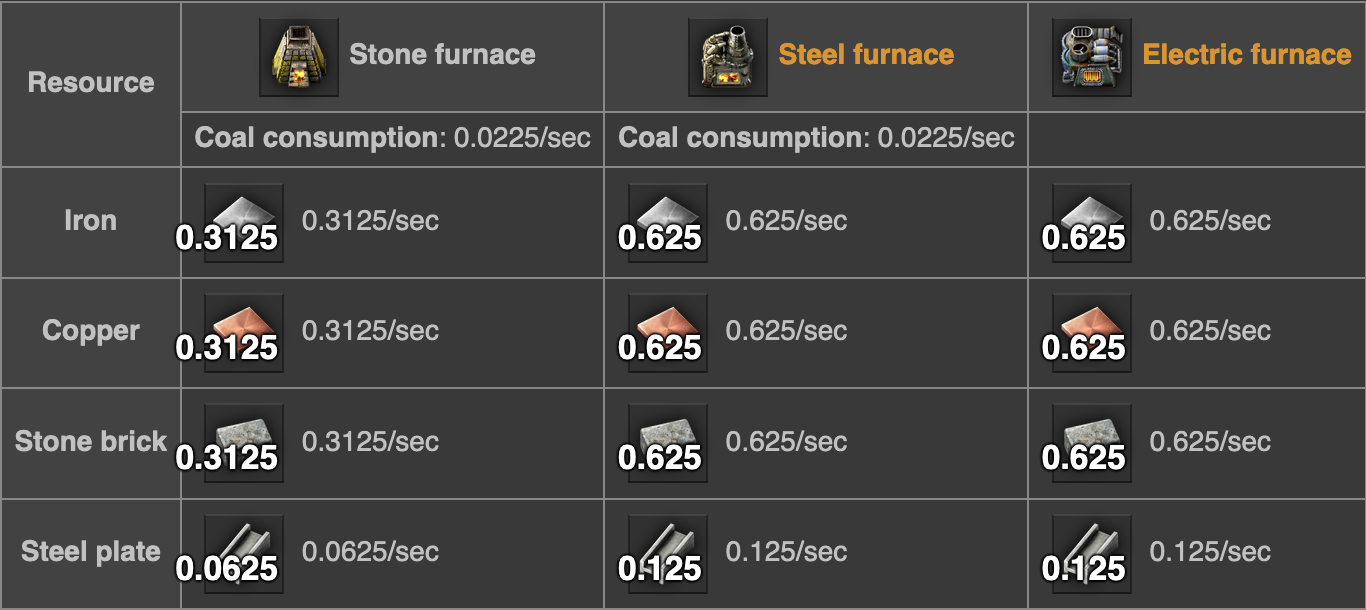 Resource Stone furnace Steel furnace Electric furnace
Coal consumption: 0.0225/sec Coal consumption: 0.0225/sec
Iron 0.3125 0.3125/sec 0.625 0.625/sec 0.625 0.625/sec
Copper 0.3125 0.3125/sec 0.625 0.625/sec 0.625 0.625/sec
Stone brick 0.3125 0.3125/sec 0.625 0.625/sec 0.625 0.625/sec
Steel plate 0.0625 0.0625/sec 0.125 0.125/sec 0.125 0.125/sec